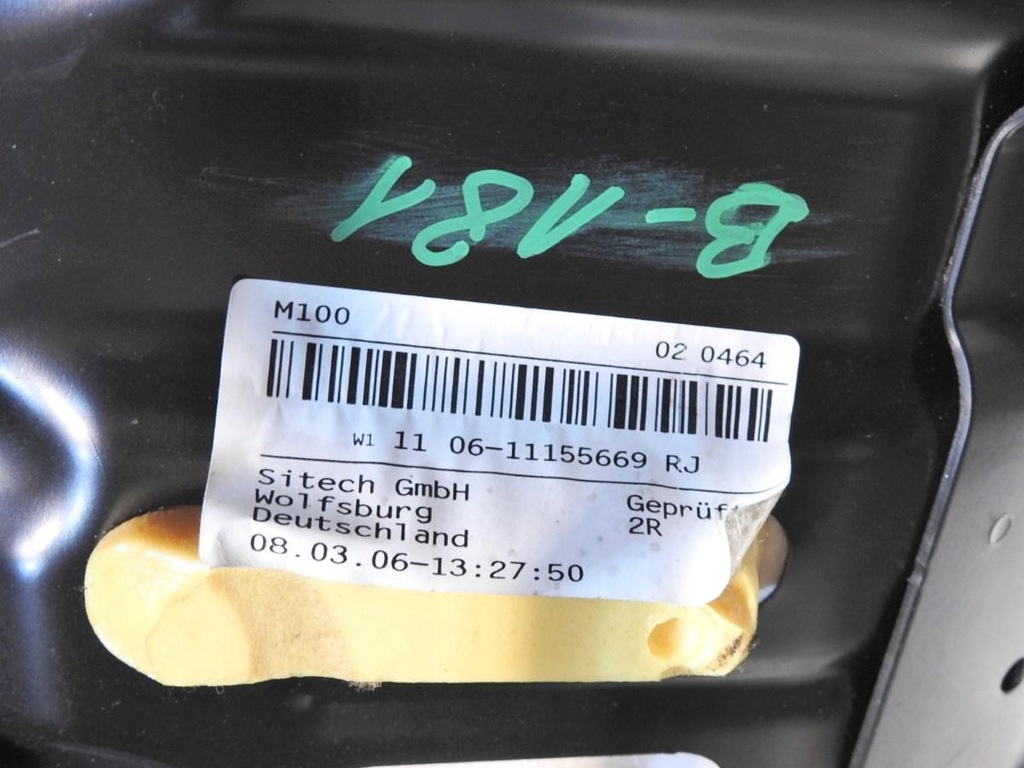 B-181
M100
02 0464
W1 11 06-11155669 RJ
Sitech GmbH
Wolfsburg
Deutschland
Geprüf
2R
08.03.06-13:27:50